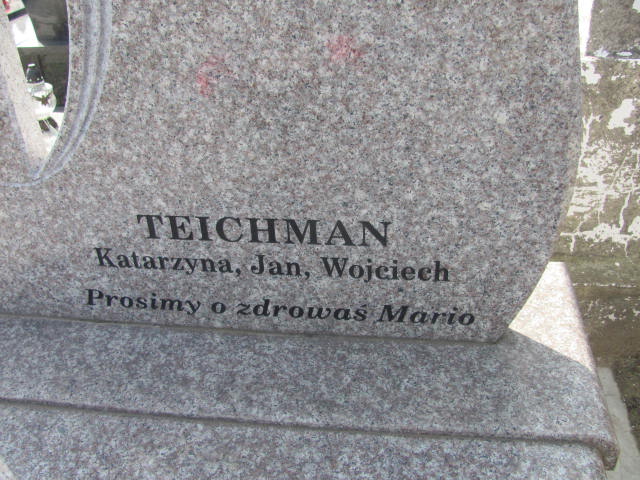 TEICHMAN
Katarzyna, Jan, Wojciech
Prosimy o zdrowaś Mario